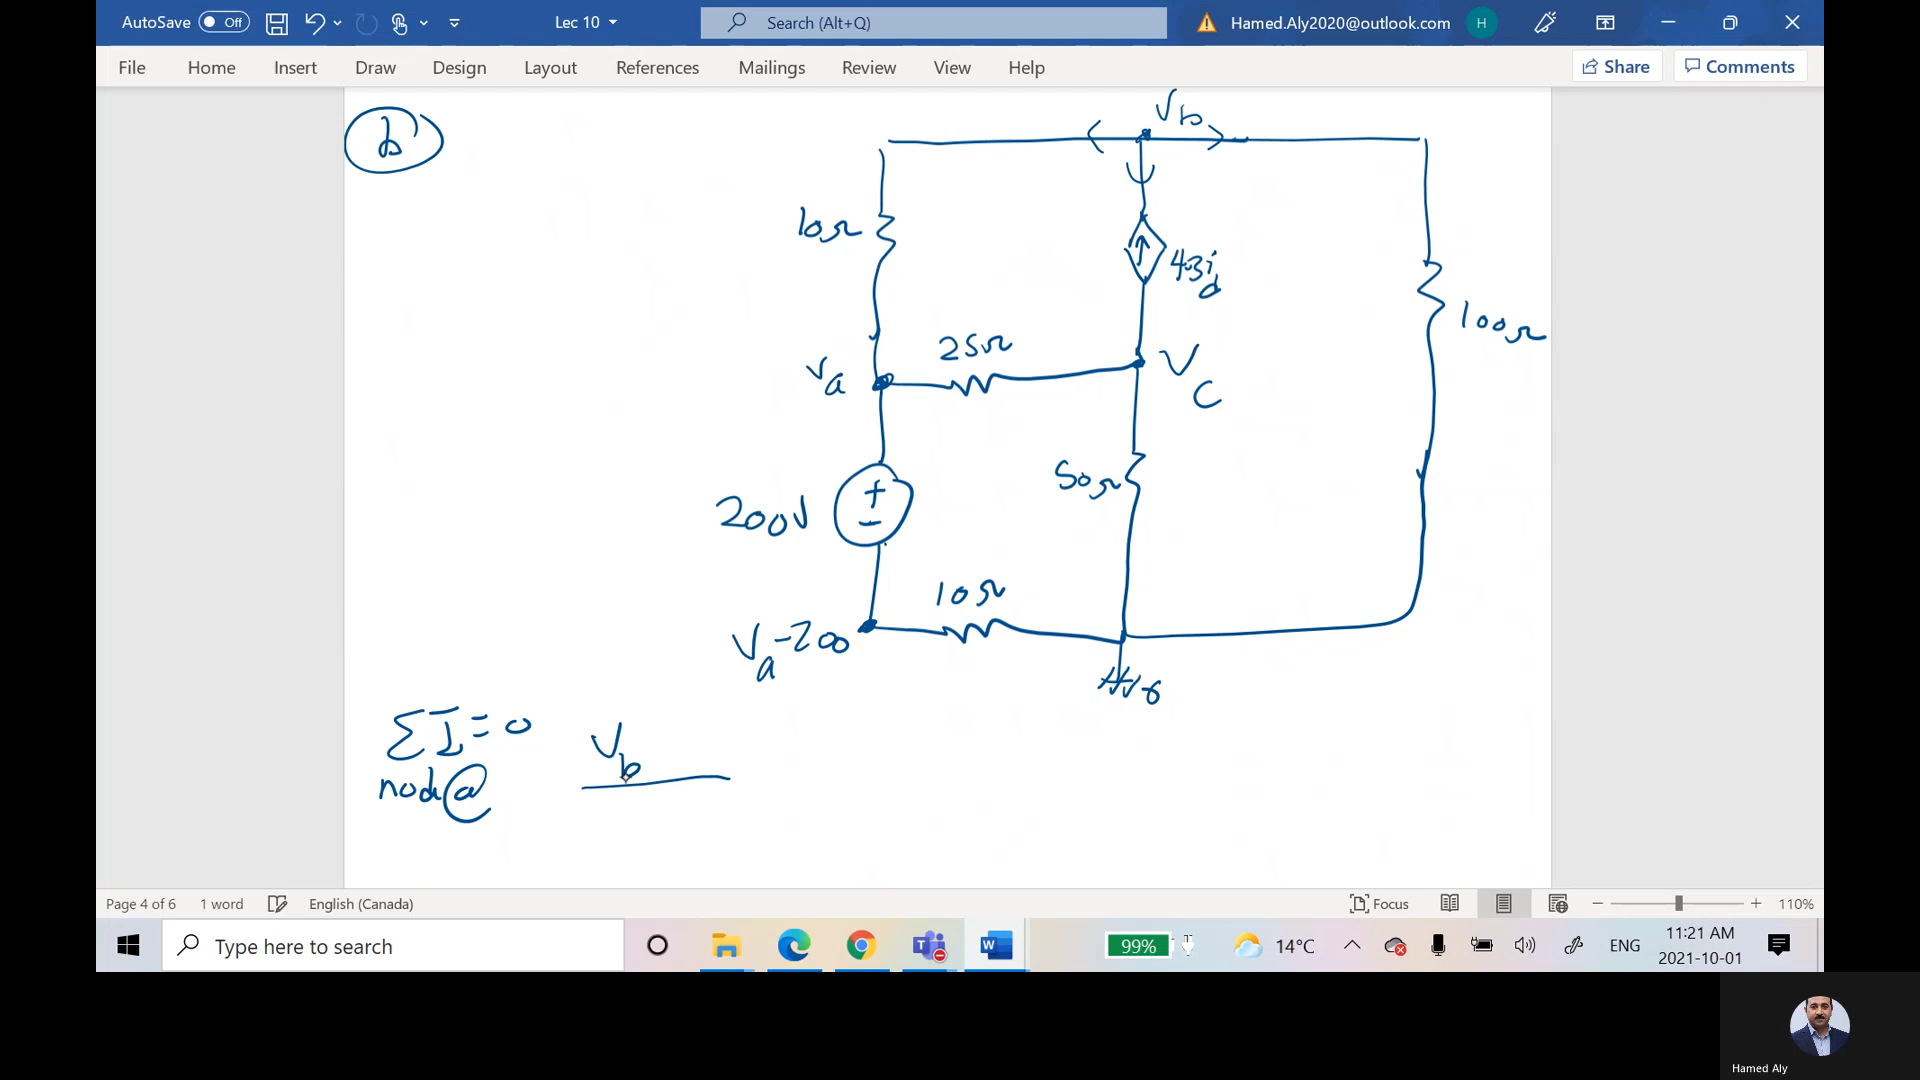 AutoSave Off Lec 10 Search (Alt+Q) Hamed.Aly2020@outlook.com H
File Home Insert Draw Design Layout References Mailings Review View Help Share Comments
b
Vb
10Ω
43id
100Ω
25Ω
Va
Vc
50Ω
200V
+
-
10Ω
Va-200
ΣI=0 Vb
node a
Page 4 of 6 1 word English (Canada) Focus 110%
Type here to search 99% 14°C ENG 11:21 AM
2021-10-01
Hamed Aly